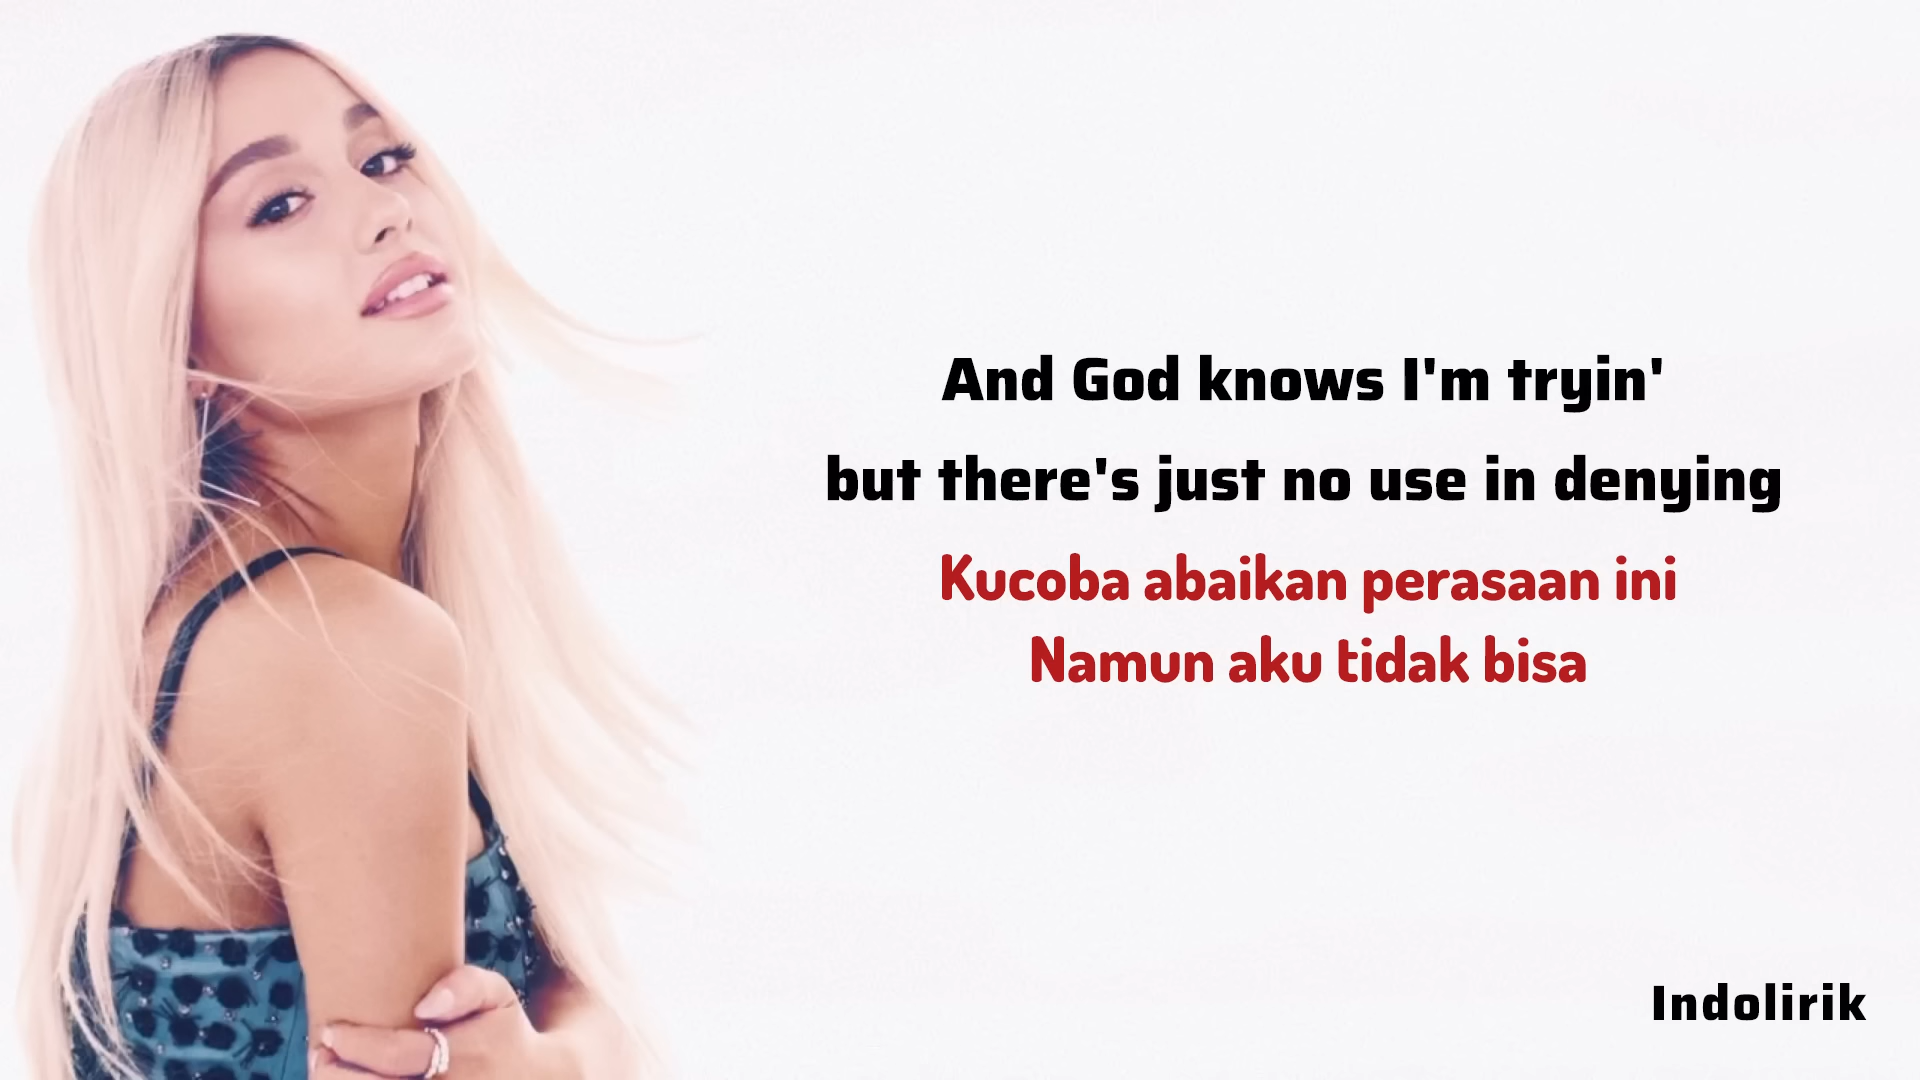 And God knows I'm tryin'
but there's just no use in denying
Kucoba abaikan perasaan ini
Namun aku tidak bisa
Indolirik